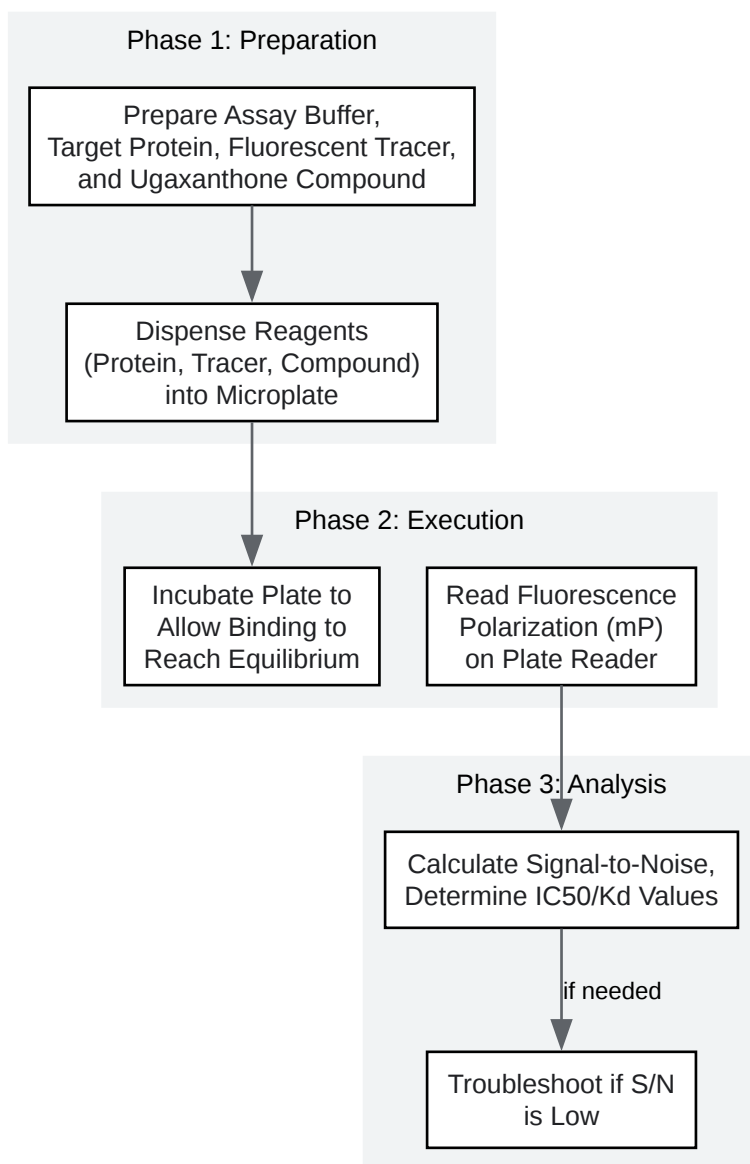 Phase 1: Preparation
Prepare Assay Buffer,
Target Protein, Fluorescent Tracer,
and Ugaxanthone Compound
Dispense Reagents
(Protein, Tracer, Compound)
into Microplate
Phase 2: Execution
Incubate Plate to
Allow Binding to
Reach Equilibrium
Read Fluorescence
Polarization (mP)
on Plate Reader
Phase 3: Analysis
Calculate Signal-to-Noise,
Determine IC50/Kd Values
if needed
Troubleshoot if S/N
is Low